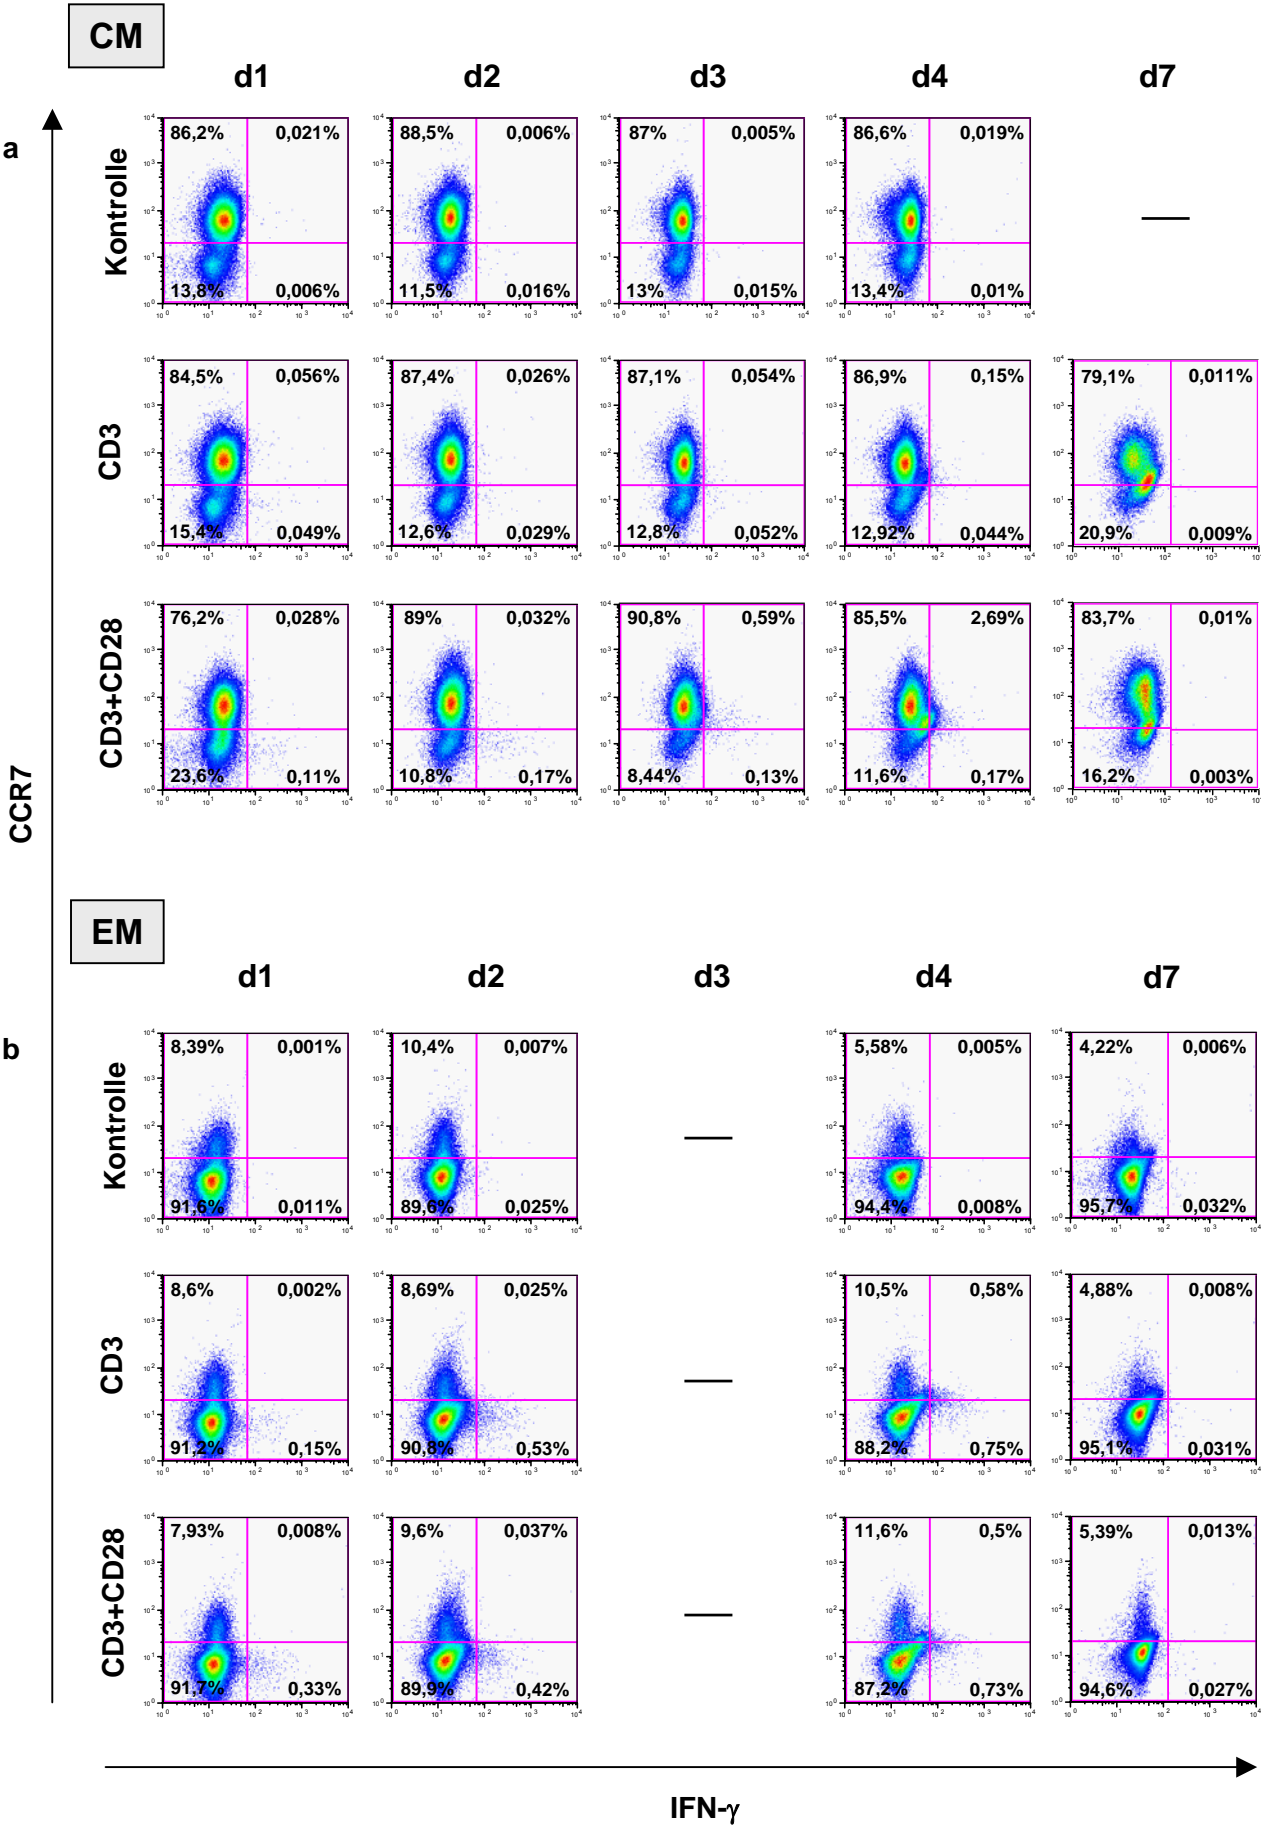 CM
d1 d2 d3 d4 d7
a
Kontrolle
86,2% 0,021% 88,5% 0,006% 87% 0,005% 86,6% 0,019%
13,8% 0,006% 11,5% 0,016% 13% 0,015% 13,4% 0,01%
—
CD3
84,5% 0,056% 87,4% 0,026% 87,1% 0,054% 86,9% 0,15% 79,1% 0,011%
15,4% 0,049% 12,6% 0,029% 12,8% 0,052% 12,92% 0,044% 20,9% 0,009%
CD3+CD28
76,2% 0,028% 89% 0,032% 90,8% 0,59% 85,5% 2,69% 83,7% 0,01%
23,6% 0,11% 10,8% 0,17% 8,44% 0,13% 11,6% 0,17% 16,2% 0,003%
CCR7
EM
d1 d2 d3 d4 d7
b
Kontrolle
8,39% 0,001% 10,4% 0,007% — 5,58% 0,005% 4,22% 0,006%
91,6% 0,011% 89,6% 0,025% 94,4% 0,008% 95,7% 0,032%
CD3
8,6% 0,002% 8,69% 0,025% — 10,5% 0,58% 4,88% 0,008%
91,2% 0,15% 90,8% 0,53% 88,2% 0,75% 95,1% 0,031%
CD3+CD28
7,93% 0,008% 9,6% 0,037% — 11,6% 0,5% 5,39% 0,013%
91,7% 0,33% 89,9% 0,42% 87,2% 0,73% 94,6% 0,027%
IFN-γ